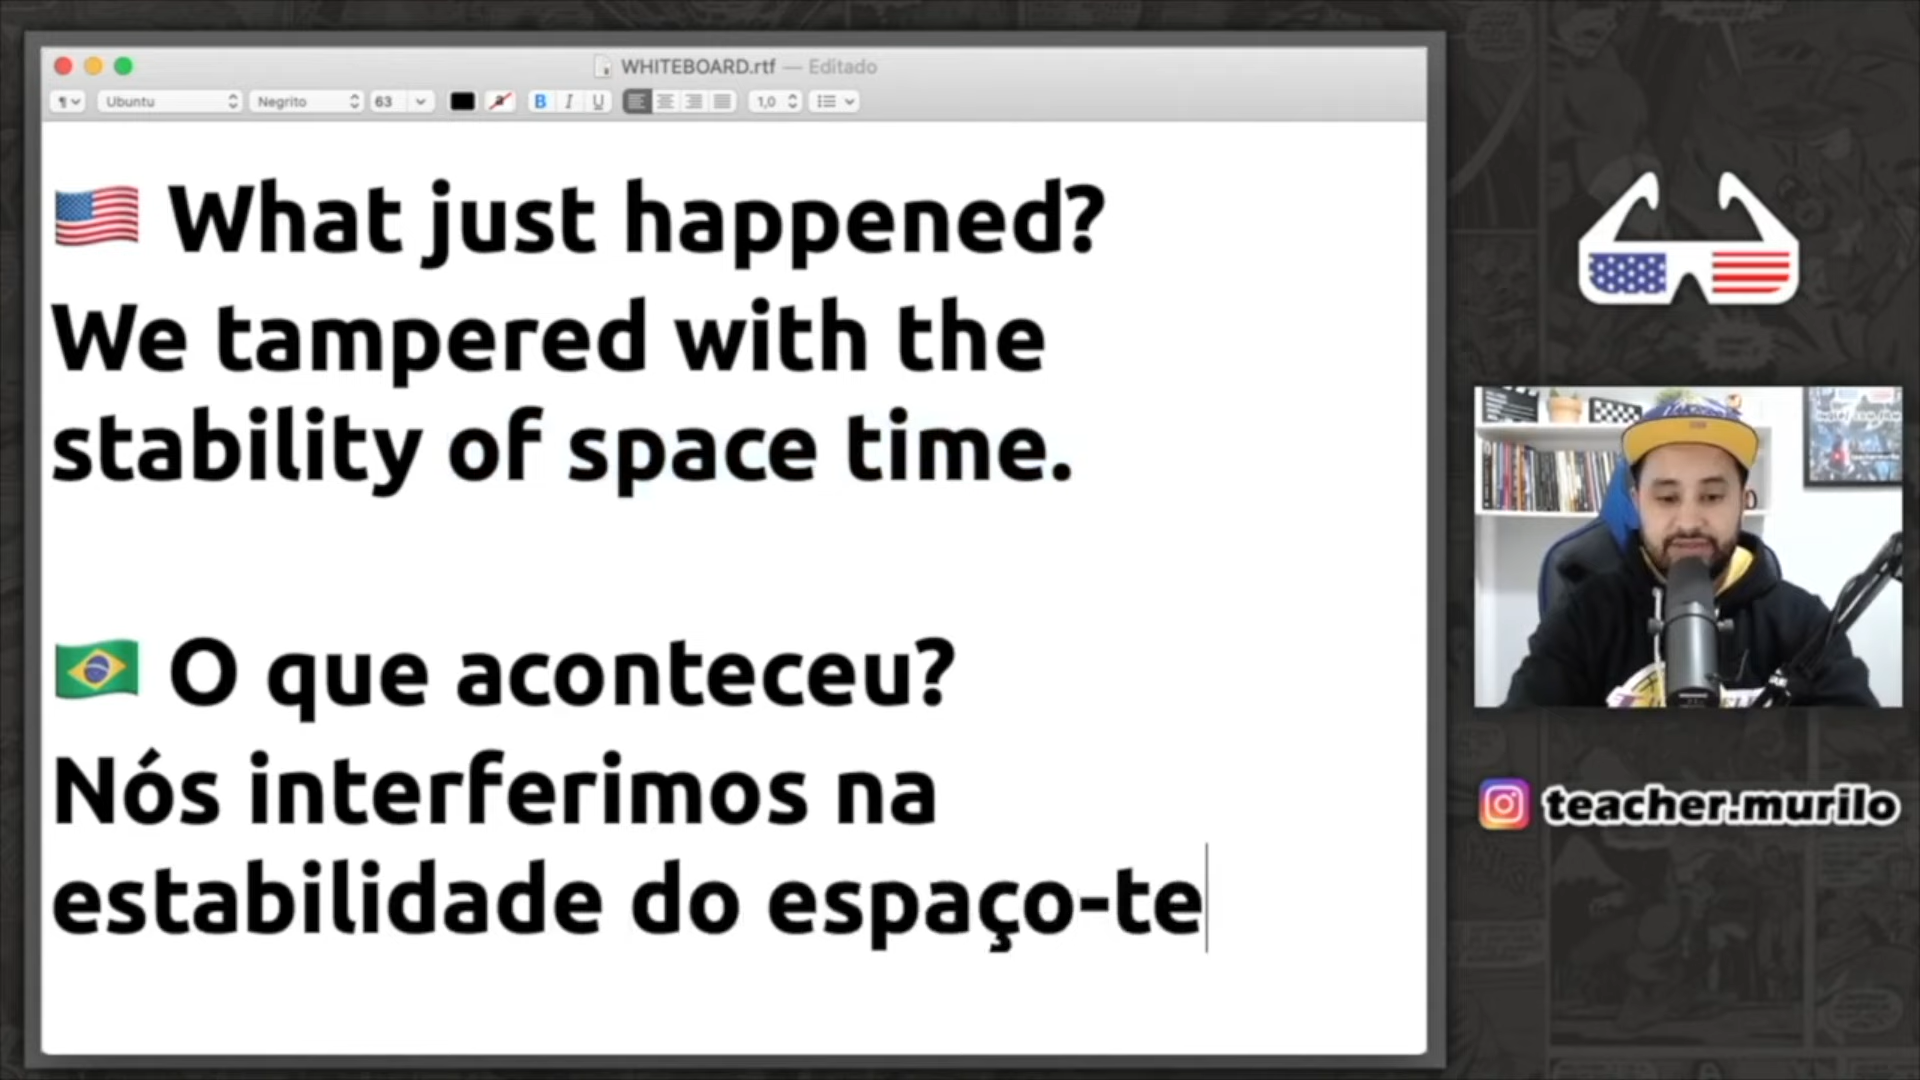 WHITEBOARD.rtf — Editado
¶ Ubuntu Negrito 63 a B I U 1,0
🇺🇸 What just happened?
We tampered with the
stability of space time.
🇧🇷 O que aconteceu?
Nós interferimos na
estabilidade do espaço-te
teacher.murilo